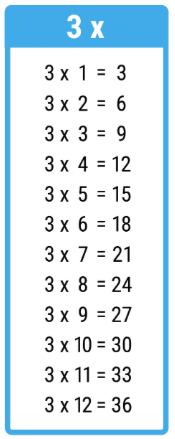 3 x
3 x 1 = 3
3 x 2 = 6
3 x 3 = 9
3 x 4 = 12
3 x 5 = 15
3 x 6 = 18
3 x 7 = 21
3 x 8 = 24
3 x 9 = 27
3 x 10 = 30
3 x 11 = 33
3 x 12 = 36